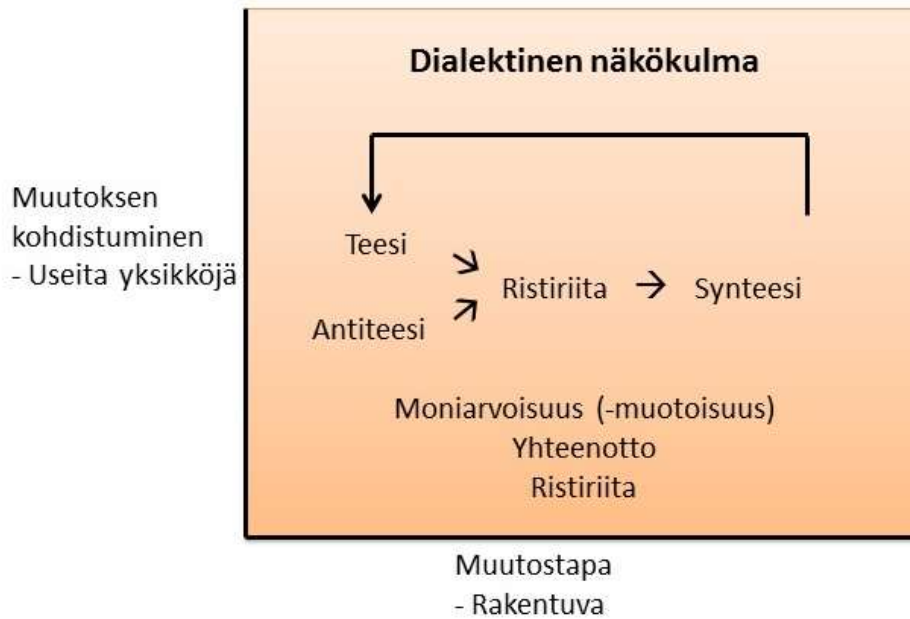 Dialektinen näkökulma
Muutoksen
kohdistuminen
- Useita yksikköjä
Teesi
Antiteesi
Ristiriita
Synteesi
Moniarvoisuus (-muotoisuus)
Yhteenotto
Ristiriita
Muutostapa
- Rakentuva